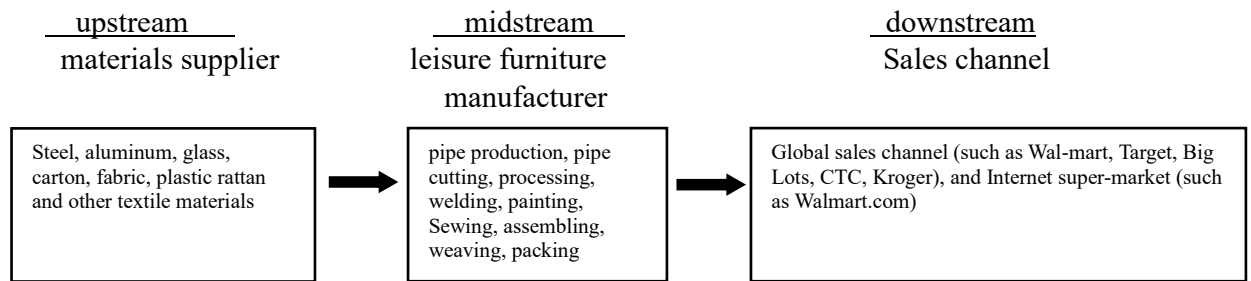 upstream
materials supplier
midstream
leisure furniture
manufacturer
downstream
Sales channel
Steel, aluminum, glass,
carton, fabric, plastic rattan
and other textile materials
pipe production, pipe
cutting, processing,
welding, painting,
Sewing, assembling,
weaving, packing
Global sales channel (such as Wal-mart, Target, Big
Lots, CTC, Kroger), and Internet super-market (such
as Walmart.com)